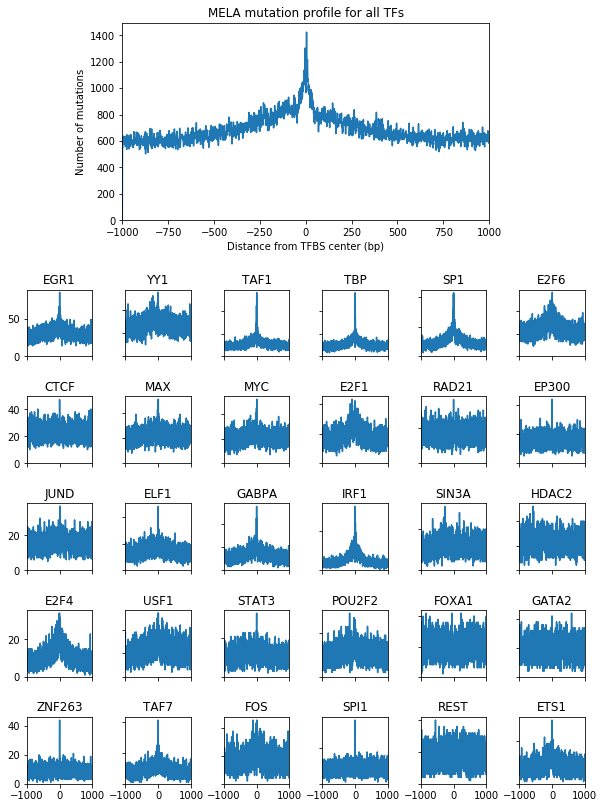 MELA mutation profile for all TFs
1400
1200
1000
800
600
400
200
0
Number of mutations
−1000 −750 −500 −250 0 250 500 750 1000
Distance from TFBS center (bp)
EGR1 YY1 TAF1 TBP SP1 E2F6
50
0
CTCF MAX MYC E2F1 RAD21 EP300
40
20
0
JUND ELF1 GABPA IRF1 SIN3A HDAC2
20
0
E2F4 USF1 STAT3 POU2F2 FOXA1 GATA2
20
0
ZNF263 TAF7 FOS SPI1 REST ETS1
40
20
0
−1000 0 1000 −1000 0 1000 −1000 0 1000 −1000 0 1000 −1000 0 1000 −1000 0 1000